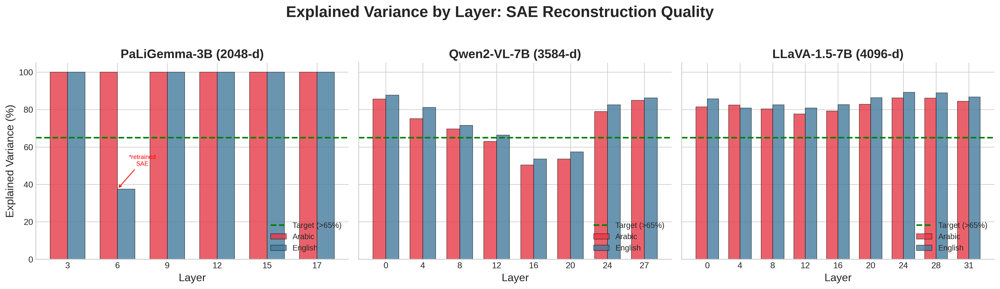 Explained Variance by Layer: SAE Reconstruction Quality
PaLiGemma-3B (2048-d)
Explained Variance (%)
100
80
60
40
20
0
*retrained
SAE
Target (>65%)
Arabic
English
3 6 9 12 15 17
Layer
Qwen2-VL-7B (3584-d)
Target (>65%)
Arabic
English
0 4 8 12 16 20 24 27
Layer
LLaVA-1.5-7B (4096-d)
Target (>65%)
Arabic
English
0 4 8 12 16 20 24 28 31
Layer